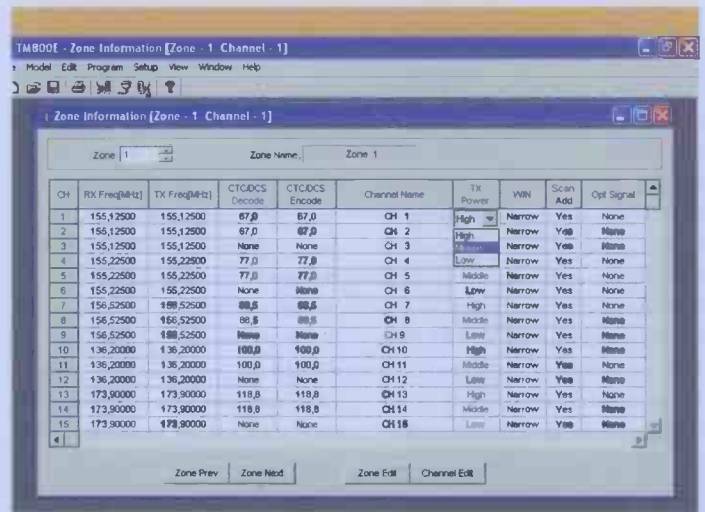 TM800E - Zone Information [Zone - 1 Channel - 1]
Model Edit Program Setup View Window Help
Zone Information [Zone - 1 Channel - 1]
Zone 1 Zone Name. Zone 1
CH RX Freq[MHz] TX Freq[MHz] CTC/DCS Decode CTC/DCS Encode Channel Name TX Power W/N Scan Add Opt Signal
1 155,12500 155,12500 67,0 67,0 CH 1 High Narrow Yes None
2 155,12500 155,12500 67,0 67,0 CH 2 High Narrow Yes None
3 155,12500 155,12500 None None CH 3 Middle Narrow Yes None
4 155,22500 155,22500 77,0 77,0 CH 4 Low Narrow Yes None
5 155,22500 155,22500 77,0 77,0 CH 5 Middle Narrow Yes None
6 155,22500 155,22500 None None CH 6 Low Narrow Yes None
7 156,52500 156,52500 88,5 88,5 CH 7 High Narrow Yes None
8 156,52500 156,52500 88,5 88,5 CH 8 Middle Narrow Yes None
9 156,52500 156,52500 None None CH 9 Low Narrow Yes None
10 136,20000 136,20000 100,0 100,0 CH 10 High Narrow Yes None
11 136,20000 136,20000 100,0 100,0 CH 11 Middle Narrow Yes None
12 136,20000 136,20000 None None CH 12 Low Narrow Yes None
13 173,90000 173,90000 118,8 118,8 CH 13 High Narrow Yes None
14 173,90000 173,90000 118,8 118,8 CH 14 Middle Narrow Yes None
15 173,90000 173,90000 None None CH 15 Low Narrow Yes None
Zone Prev Zone Next Zone Edit Channel Edit